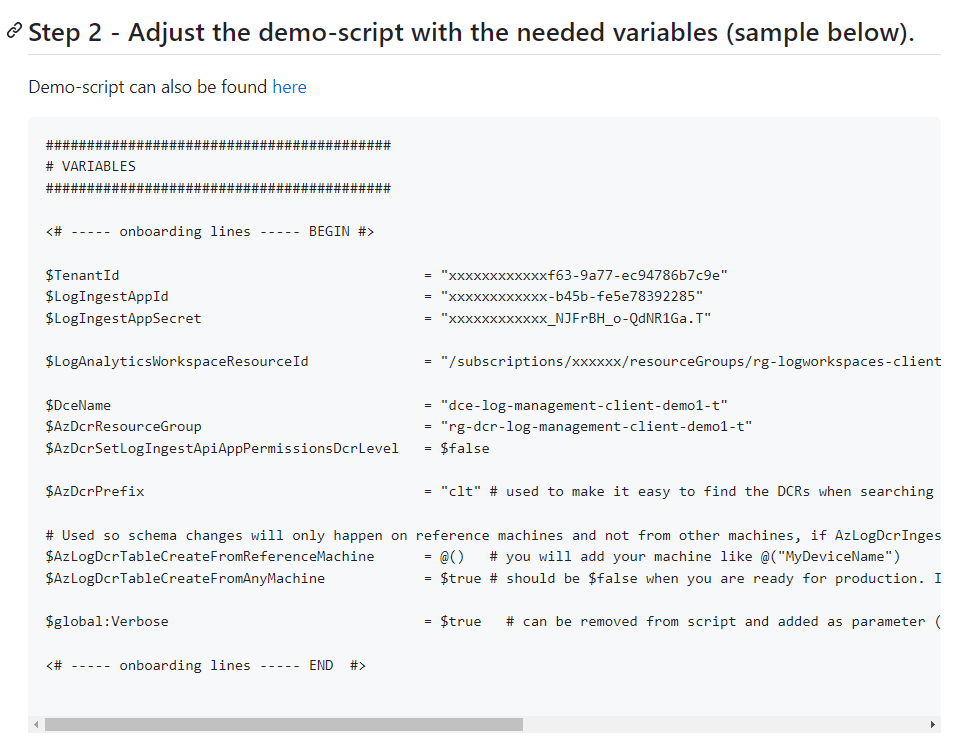 Step 2 - Adjust the demo-script with the needed variables (sample below).
Demo-script can also be found here
##########################################
# VARIABLES
##########################################
<# ----- onboarding lines ----- BEGIN #>
$TenantId = "xxxxxxxxxxxxf63-9a77-ec94786b7c9e"
$LogIngestAppId = "xxxxxxxxxxxx-b45b-fe5e78392285"
$LogIngestAppSecret = "xxxxxxxxxxxx_NJFrBH_o-QdNR1Ga.T"
$LogAnalyticsWorkspaceResourceId = "/subscriptions/xxxxxx/resourceGroups/rg-logworkspaces-client
$DceName = "dce-log-management-client-demo1-t"
$AzDcrResourceGroup = "rg-dcr-log-management-client-demo1-t"
$AzDcrSetLogIngestApiAppPermissionsDcrLevel = $false
$AzDcrPrefix = "clt" # used to make it easy to find the DCRs when searching
# Used so schema changes will only happen on reference machines and not from other machines, if AzLogDcrInges
$AzLogDcrTableCreateFromReferenceMachine = @() # you will add your machine like @("MyDeviceName")
$AzLogDcrTableCreateFromAnyMachine = $true # should be $false when you are ready for production. I
$global:Verbose = $true # can be removed from script and added as parameter (
<# ----- onboarding lines ----- END #>